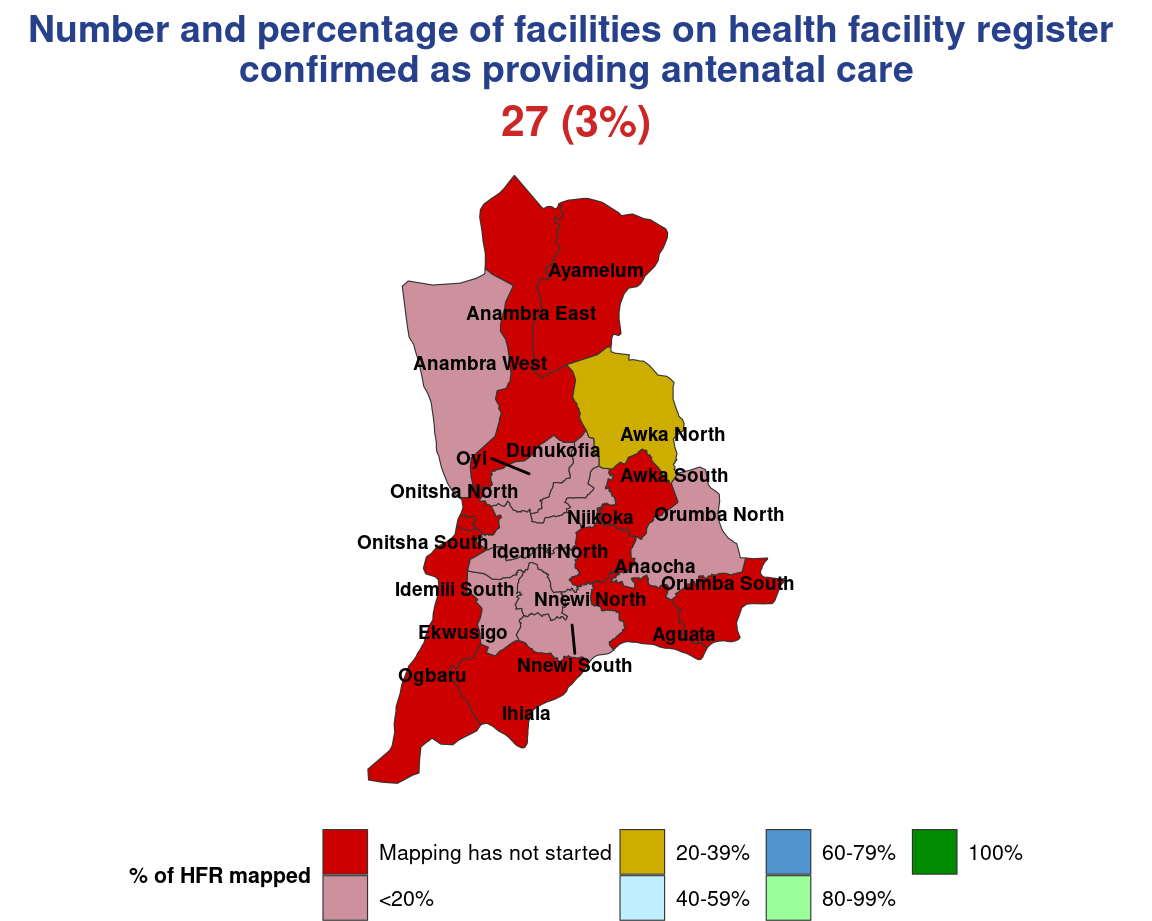 Number and percentage of facilities on health facility register
confirmed as providing antenatal care
27 (3%)
Ayamelum
Anambra East
Anambra West
Awka North
Dunukofia
Oyi
Awka South
Onitsha North
Orumba North
Njikoka
Onitsha South
Idemili North
Anaocha
Orumba South
Idemili South
Nnewi North
Ekwusigo
Aguata
Nnewi South
Ogbaru
Ihiala
% of HFR mapped
Mapping has not started
<20%
20-39%
40-59%
60-79%
80-99%
100%